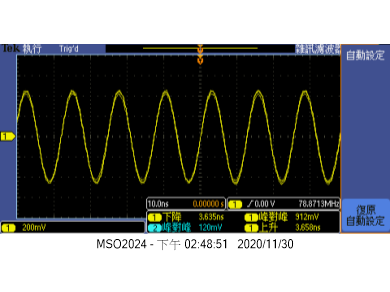 Tek 執行 Trig'd 雜訊濾波器
自動設定
1
10.0ns 0.00000 s 1 0.00 V 78.8713MHz
1 下降 3.635ns 1 峰對峰 912mV
2 峰對峰 120mV 1 上升 3.658ns
1 200mV
復原
自動設定
MSO2024 - 下午 02:48:51 2020/11/30